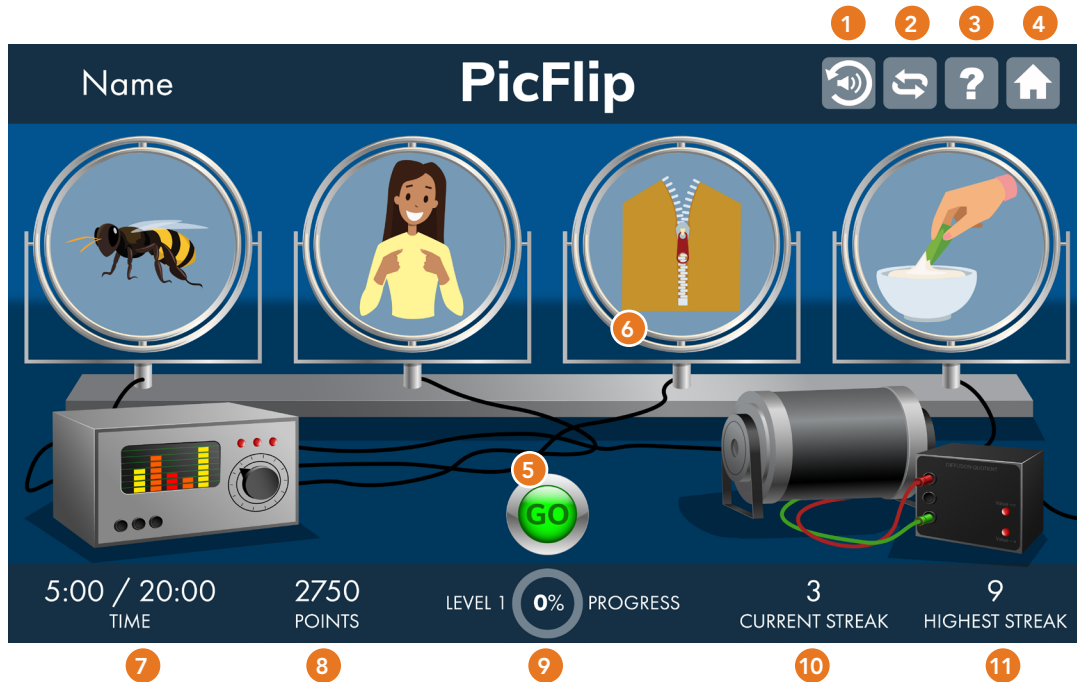 1 2 3 4
Name PicFlip ?
6
5
GO
5:00 / 20:00 2750 LEVEL 1 0% PROGRESS 3 9
TIME POINTS CURRENT STREAK HIGHEST STREAK
7 8 9 10 11